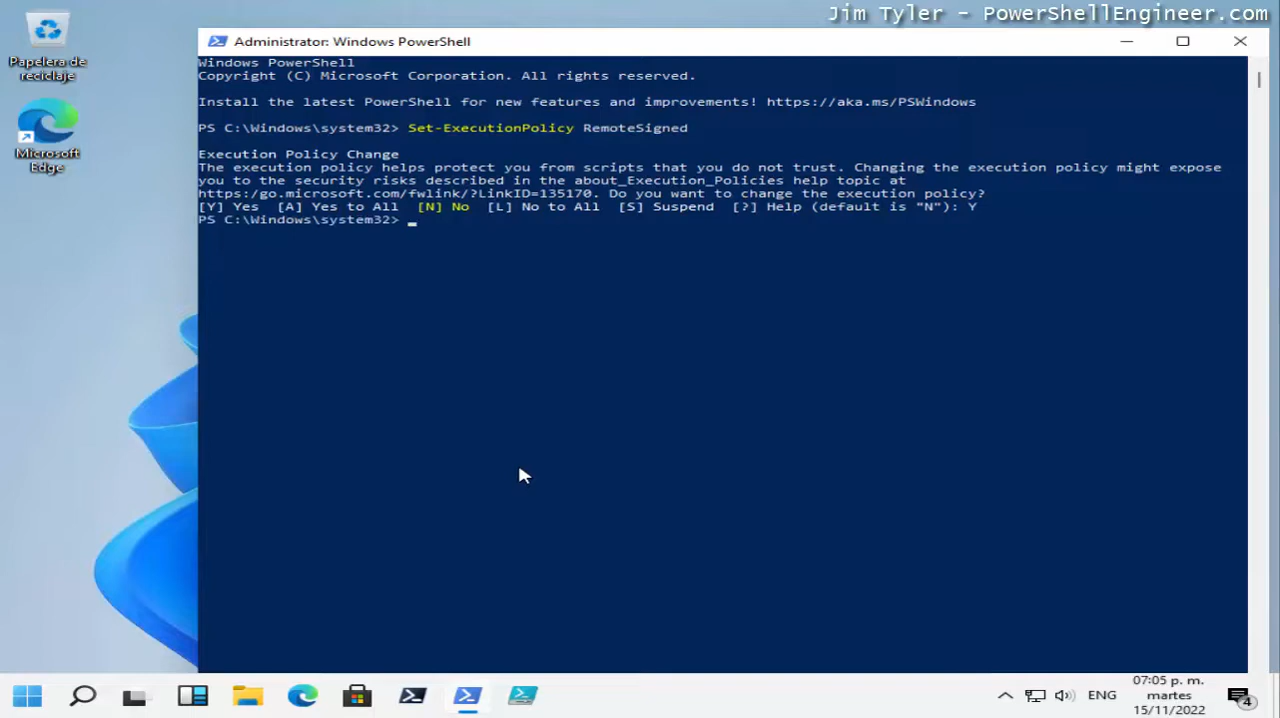 Jim Tyler - PowerShellEngineer.com
Papelera de
reciclaje
Microsoft
Edge
Administrator: Windows PowerShell
Windows PowerShell
Copyright (C) Microsoft Corporation. All rights reserved.
Install the latest PowerShell for new features and improvements! https://aka.ms/PSWindows
PS C:\Windows\system32> Set-ExecutionPolicy RemoteSigned
Execution Policy Change
The execution policy helps protect you from scripts that you do not trust. Changing the execution policy might expose
you to the security risks described in the about_Execution_Policies help topic at
https:/go.microsoft.com/fwlink/?LinkID=135170. Do you want to change the execution policy?
[Y] Yes  [A] Yes to All  [N] No  [L] No to All  [S] Suspend  [?] Help (default is "N"): Y
PS C:\Windows\system32>
ENG
07:05 p. m.
martes
15/11/2022
4